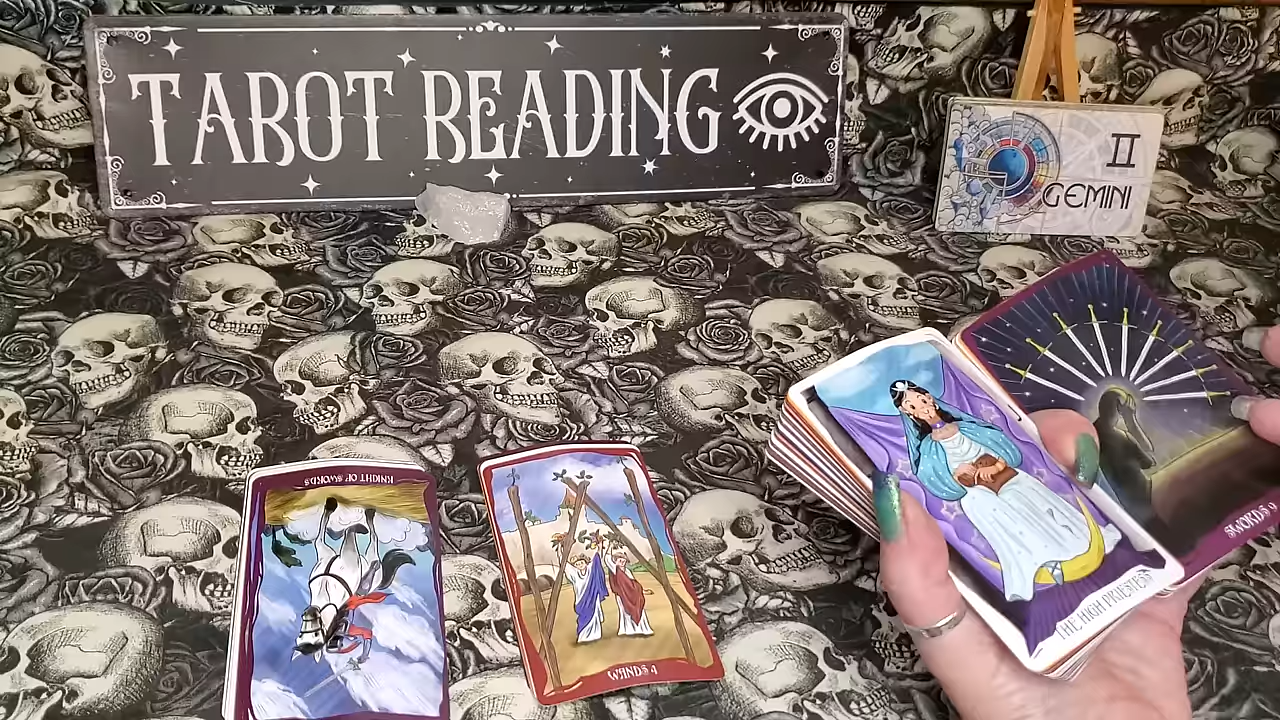 TAROT READING
II
GEMINI
KNIGHT OF SWORDS
WANDS 4
THE HIGH PRIESTESS
SWORDS 9